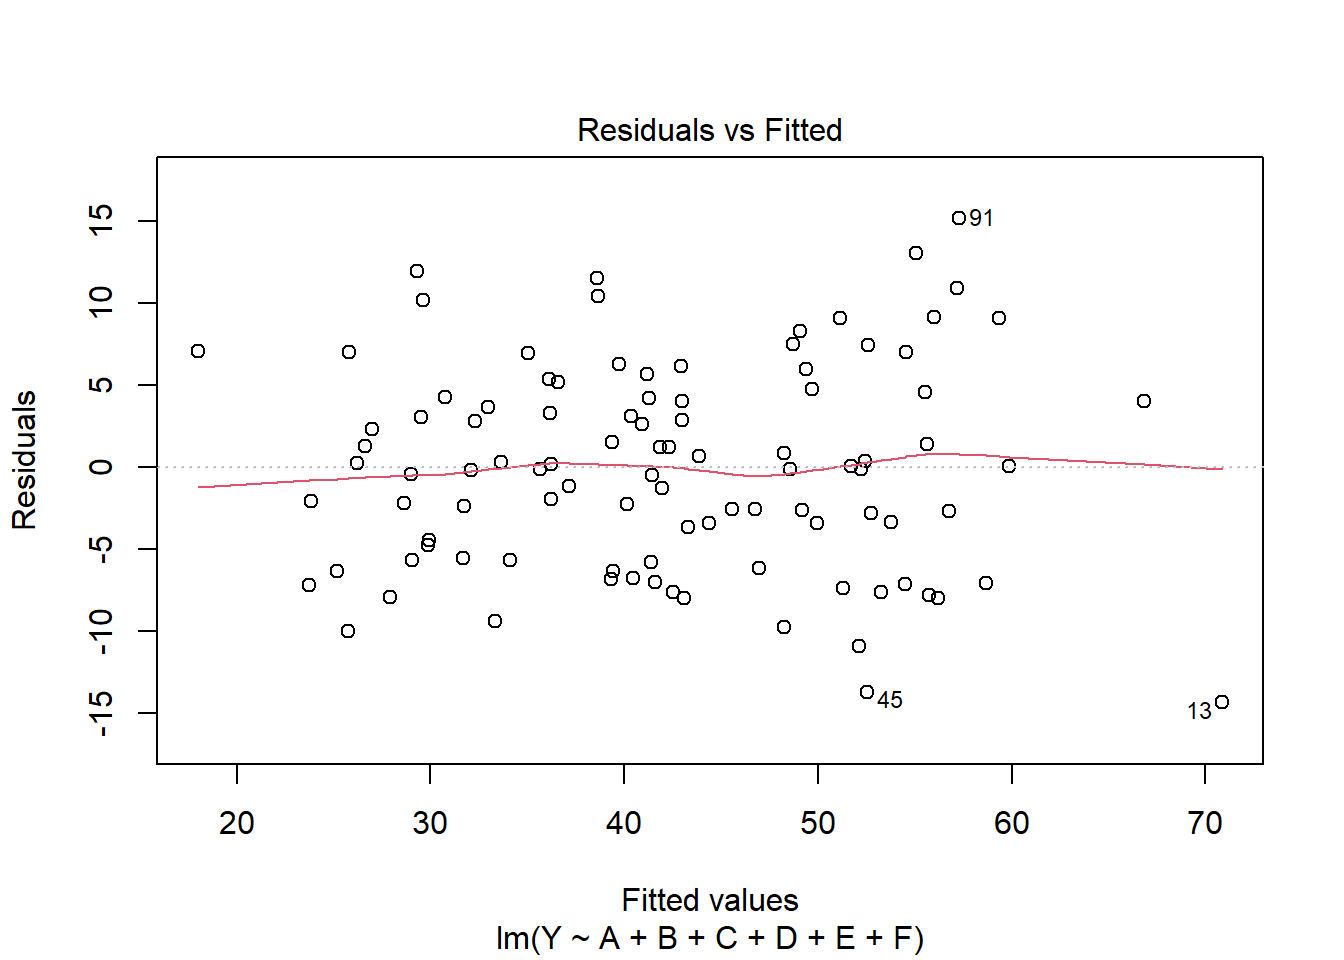 Residuals vs Fitted
Residuals
15
10
5
0
-5
-10
-15
91
45
13
20 30 40 50 60 70
Fitted values
lm(Y ~ A + B + C + D + E + F)